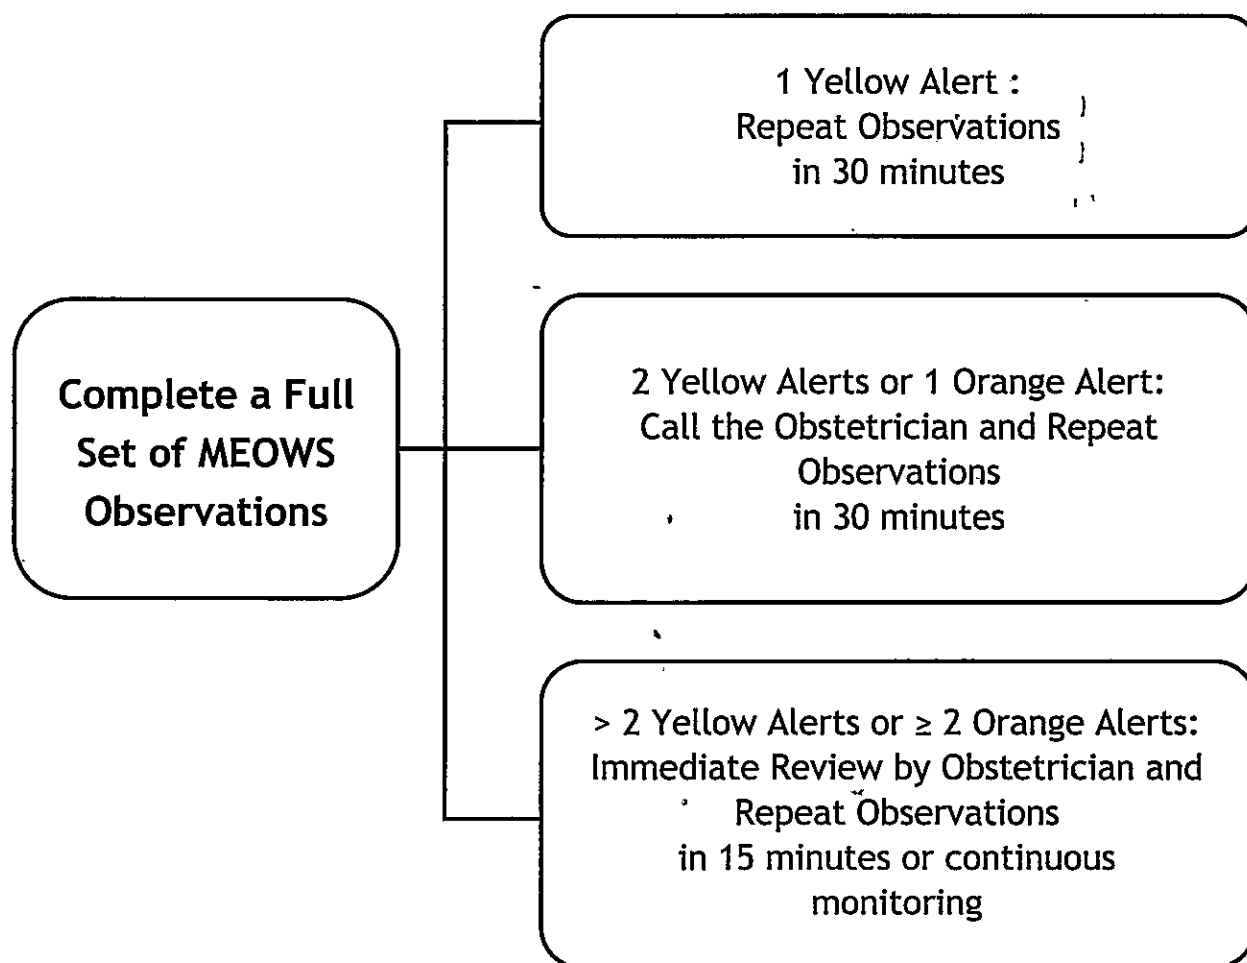 Complete a Full
Set of MEOWS
Observations
1 Yellow Alert :
Repeat Observations
in 30 minutes
2 Yellow Alerts or 1 Orange Alert:
Call the Obstetrician and Repeat
Observations
in 30 minutes
> 2 Yellow Alerts or ≥ 2 Orange Alerts:
Immediate Review by Obstetrician and
Repeat Observations
in 15 minutes or continuous
monitoring